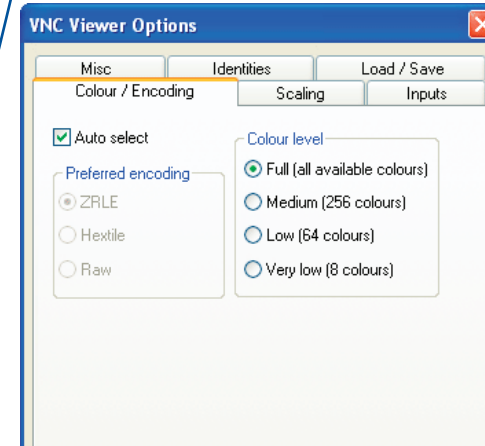 VNC Viewer Options
Misc Identities Load / Save
Colour / Encoding Scaling Inputs
Auto select
Preferred encoding
ZRLE
Hextile
Raw
Colour level
Full (all available colours)
Medium (256 colours)
Low (64 colours)
Very low (8 colours)